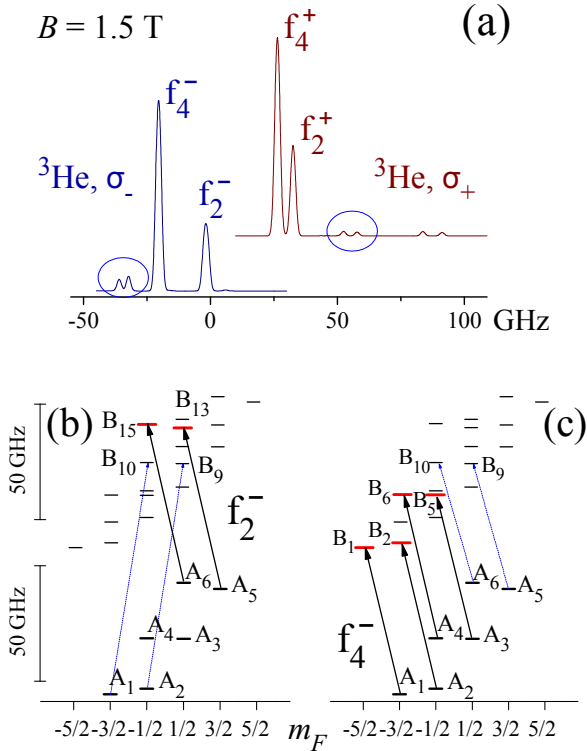 B = 1.5 T
(a)
f₄⁺
f₄⁻
f₂⁺
³He, σ₋
f₂⁻
³He, σ₊
-50 0 50 100 GHz
(b)
(c)
B₁₃
B₁₅
B₁₀
B₉
B₁₀
B₉
50 GHz
f₂⁻
B₆
B₅
B₁
B₂
A₆
A₅
A₆
A₅
50 GHz
A₄
A₃
f₄⁻
A₄
A₃
A₁
A₂
A₁
A₂
-5/2 -3/2 -1/2 1/2 3/2 5/2 m_F -5/2 -3/2 -1/2 1/2 3/2 5/2